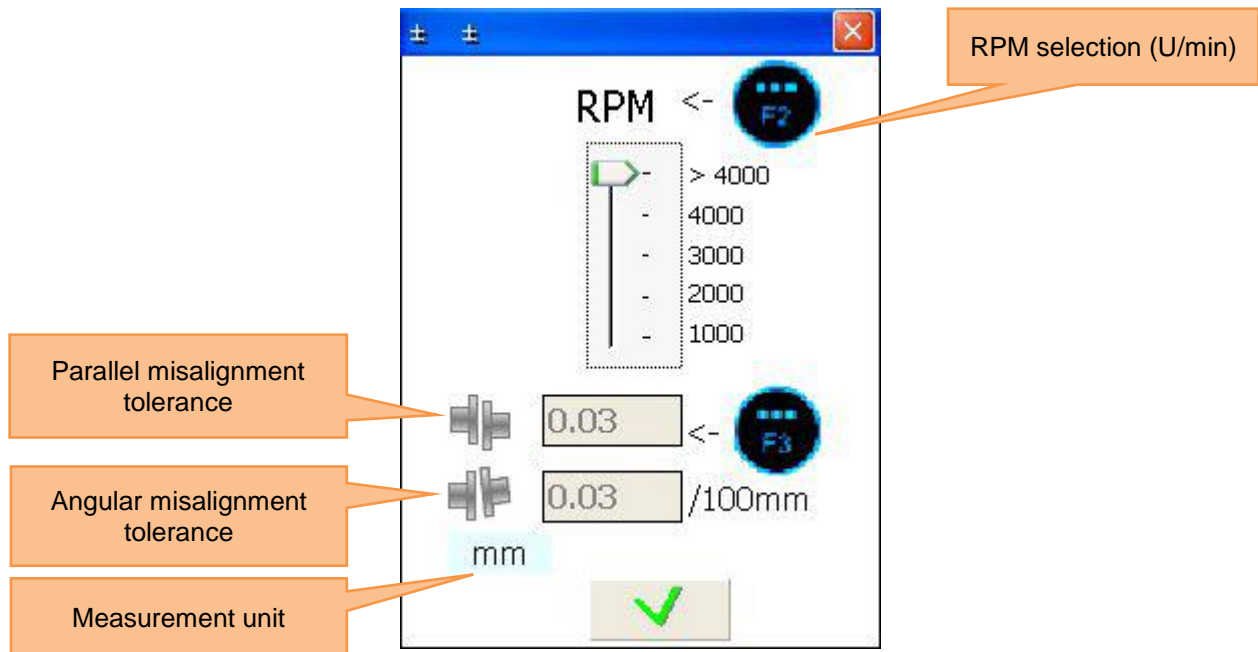 ± ±
RPM selection (U/min)
RPM <-
F2
> 4000
4000
3000
2000
1000
Parallel misalignment
tolerance
0.03 <-
F3
Angular misalignment
tolerance
0.03 /100mm
mm
Measurement unit